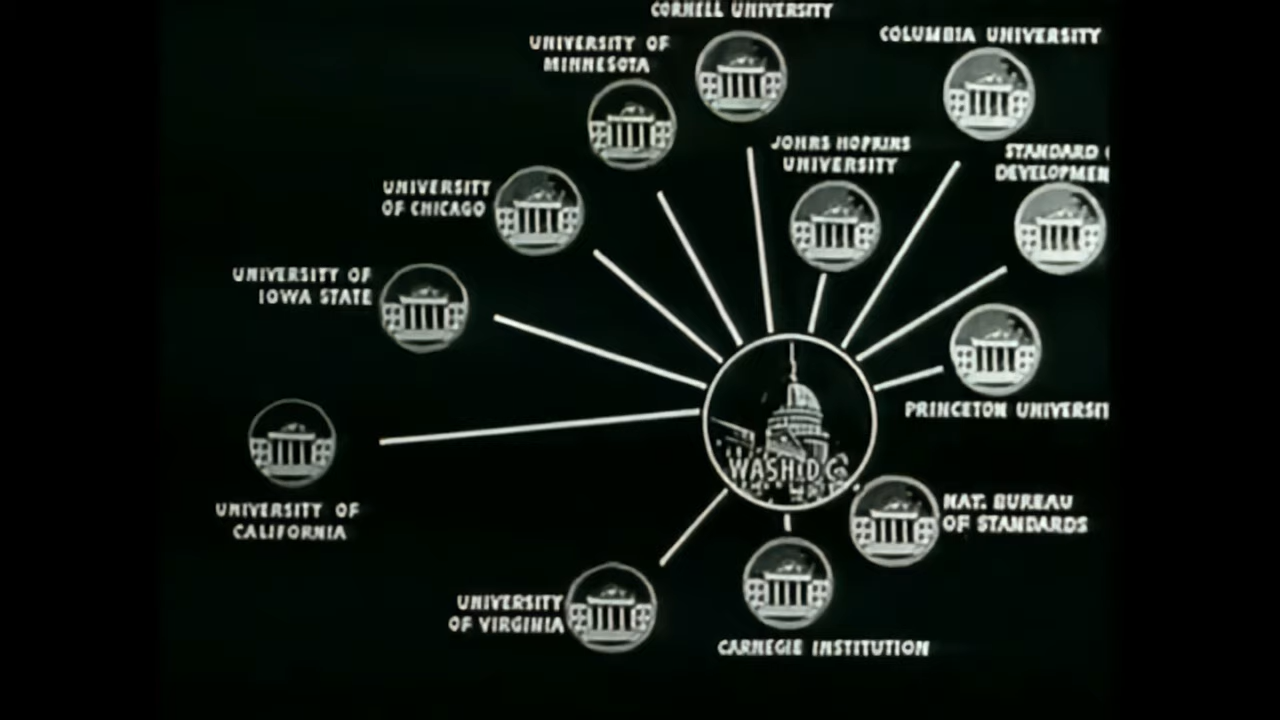 CORNELL UNIVERSITY
COLUMBIA UNIVERSITY
UNIVERSITY OF
MINNESOTA
JOHNS HOPKINS
UNIVERSITY
STANDARD
DEVELOPMEN
UNIVERSITY
OF CHICAGO
UNIVERSITY OF
IOWA STATE
PRINCETON UNIVERSI
WASH.D.C.
UNIVERSITY OF
CALIFORNIA
NAT. BUREAU
OF STANDARDS
UNIVERSITY
OF VIRGINIA
CARNEGIE INSTITUTION